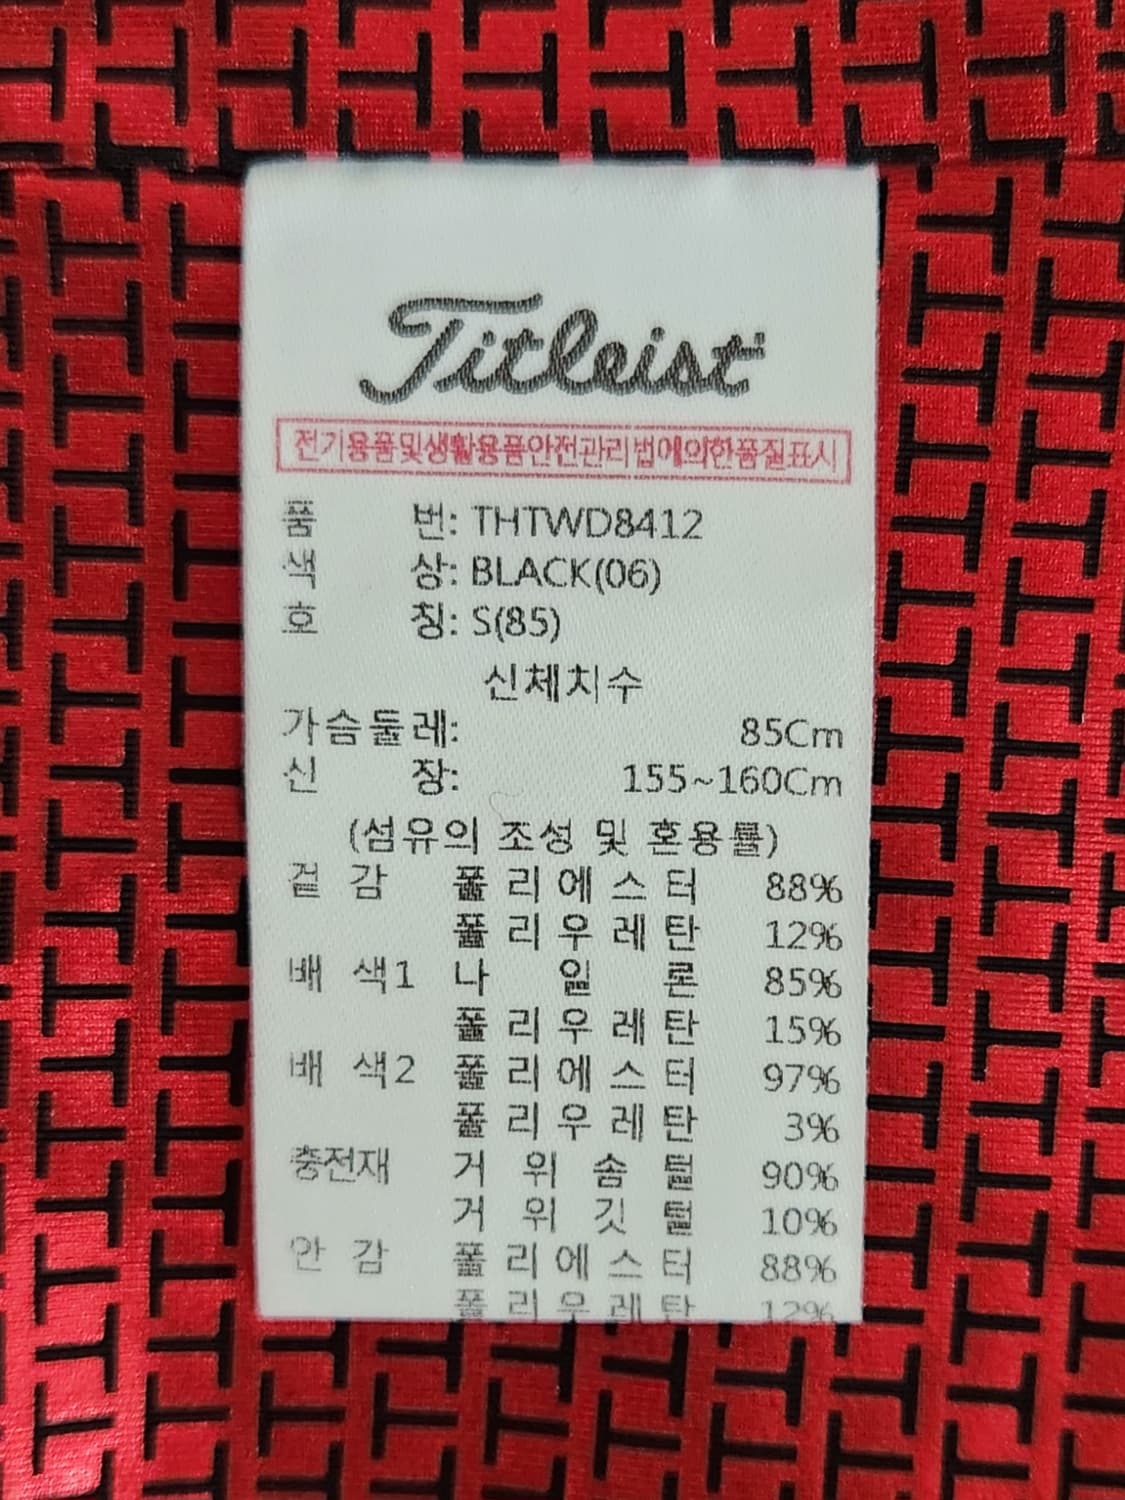 Titleist
전기용품및생활용품안전관리법에의한품질표시
품 번: THTWD8412
색 상: BLACK(06)
호 칭: S(85)
신체치수
가슴둘레: 85Cm
신 장: 155~160Cm
(섬유의 조성 및 혼용률)
겉 감 폴리에스터 88%
폴리우레탄 12%
배 색1 나 일 론 85%
폴리우레탄 15%
배 색2 폴리에스터 97%
폴리우레탄 3%
충전재 거 위 솜 털 90%
거 위 깃 털 10%
안 감 폴리에스터 88%
폴리우레탄 12%